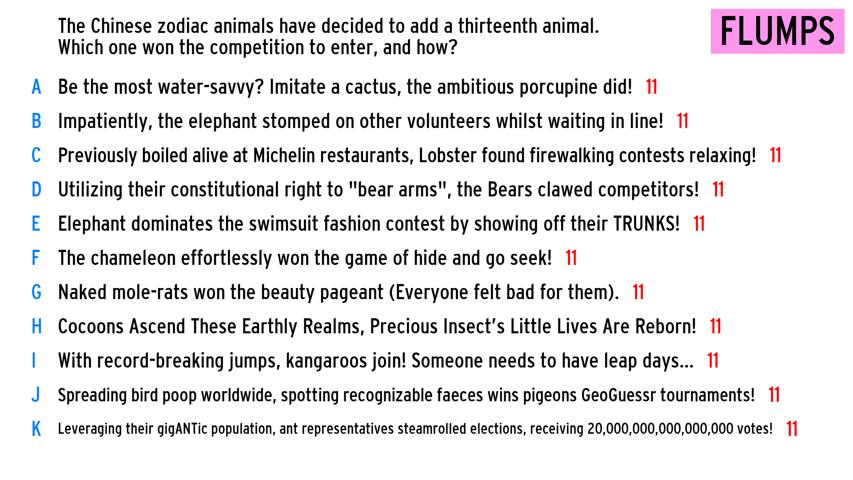 The Chinese zodiac animals have decided to add a thirteenth animal.
Which one won the competition to enter, and how?
FLUMPS
A Be the most water-savvy? Imitate a cactus, the ambitious porcupine did! 11
B Impatiently, the elephant stomped on other volunteers whilst waiting in line! 11
C Previously boiled alive at Michelin restaurants, Lobster found firewalking contests relaxing! 11
D Utilizing their constitutional right to "bear arms", the Bears clawed competitors! 11
E Elephant dominates the swimsuit fashion contest by showing off their TRUNKS! 11
F The chameleon effortlessly won the game of hide and go seek! 11
G Naked mole-rats won the beauty pageant (Everyone felt bad for them). 11
H Cocoons Ascend These Earthly Realms, Precious Insect's Little Lives Are Reborn! 11
I With record-breaking jumps, kangaroos join! Someone needs to have leap days... 11
J Spreading bird poop worldwide, spotting recognizable faeces wins pigeons GeoGuessr tournaments! 11
K Leveraging their gigANTic population, ant representatives steamrolled elections, receiving 20,000,000,000,000,000 votes! 11